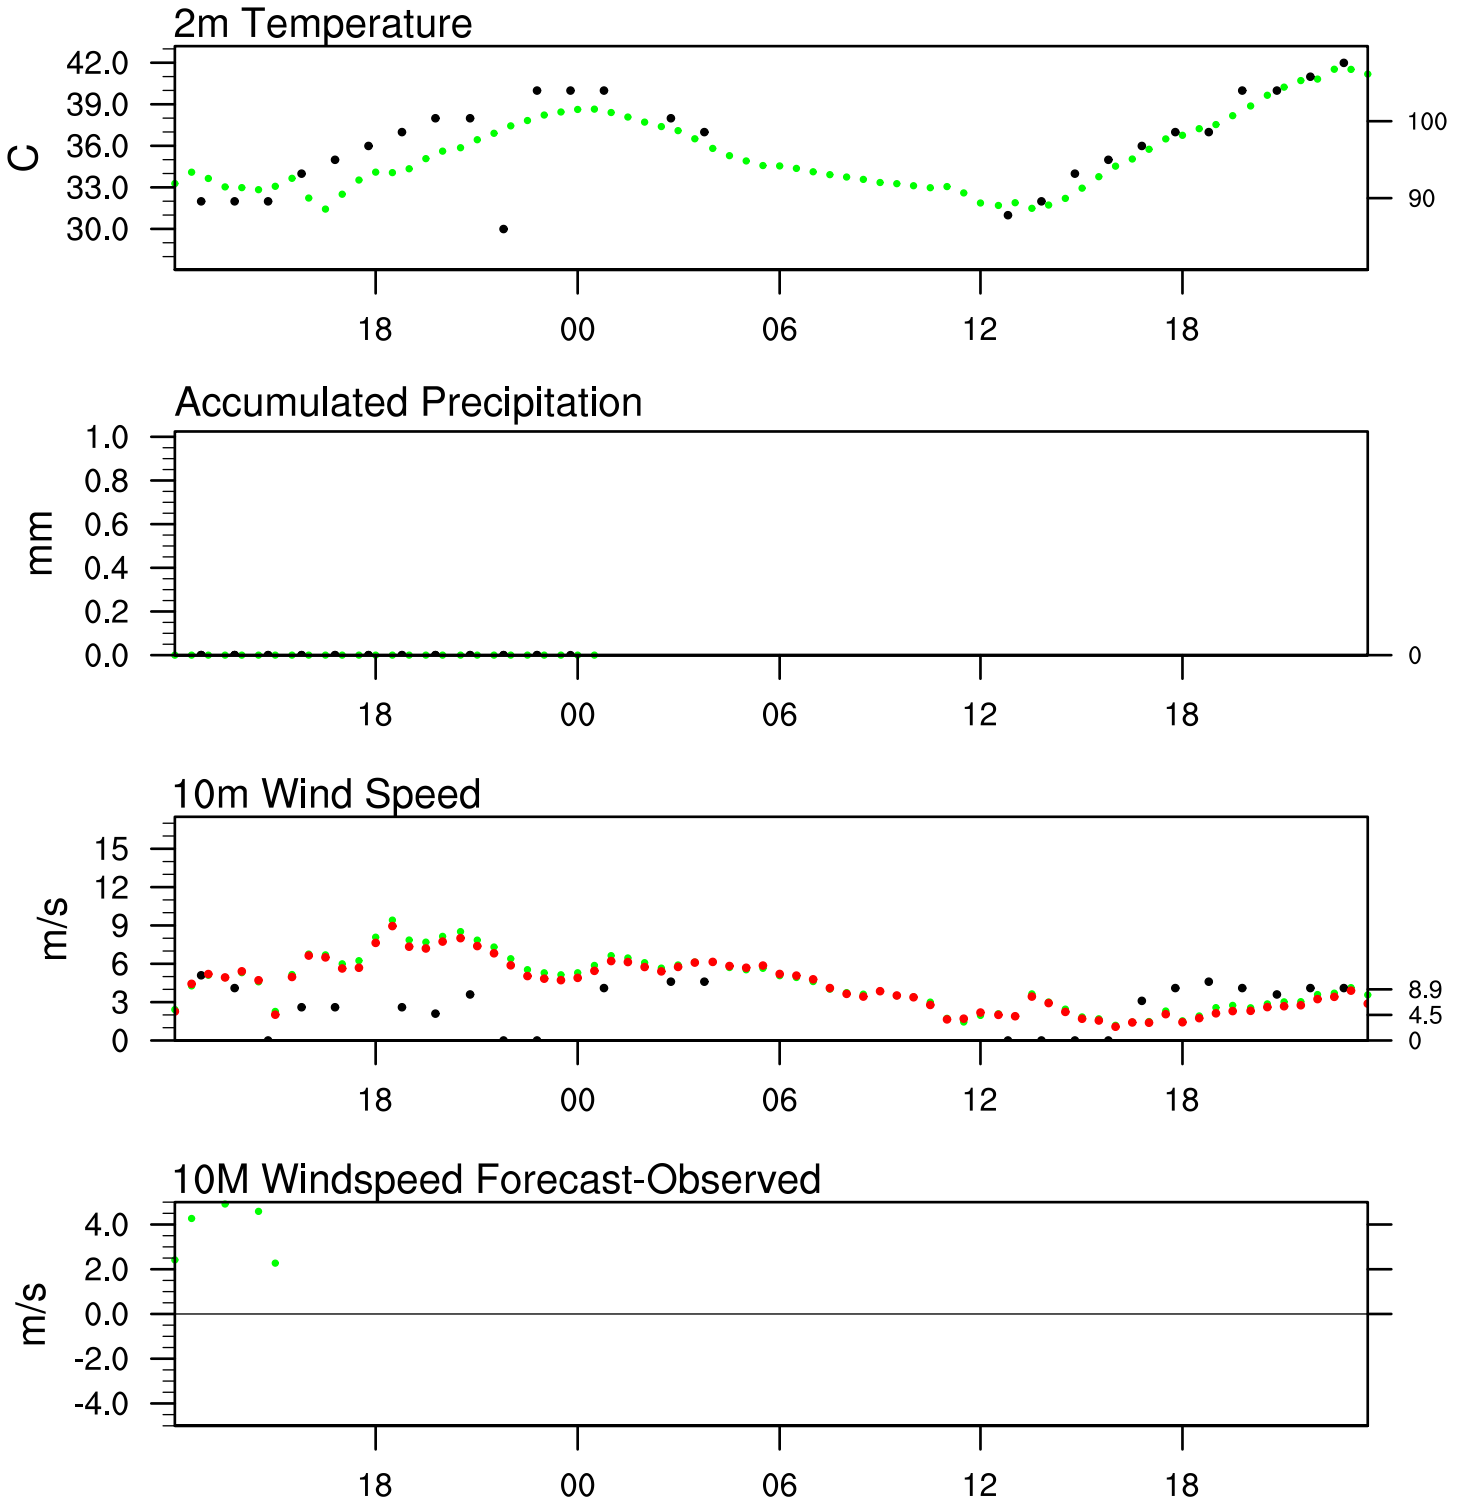 2m Temperature
42.0
39.0
36.0
33.0
30.0
C
100
90
18 00 06 12 18
Accumulated Precipitation
1.0
0.8
0.6
0.4
0.2
0.0
mm
0
18 00 06 12 18
10m Wind Speed
15
12
9
6
3
0
m/s
8.9
4.5
0
18 00 06 12 18
10M Windspeed Forecast-Observed
4.0
2.0
0.0
-2.0
-4.0
m/s
18 00 06 12 18